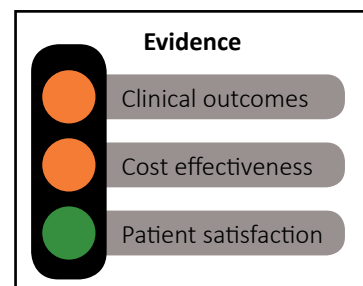 Evidence
Clinical outcomes
Cost effectiveness
Patient satisfaction